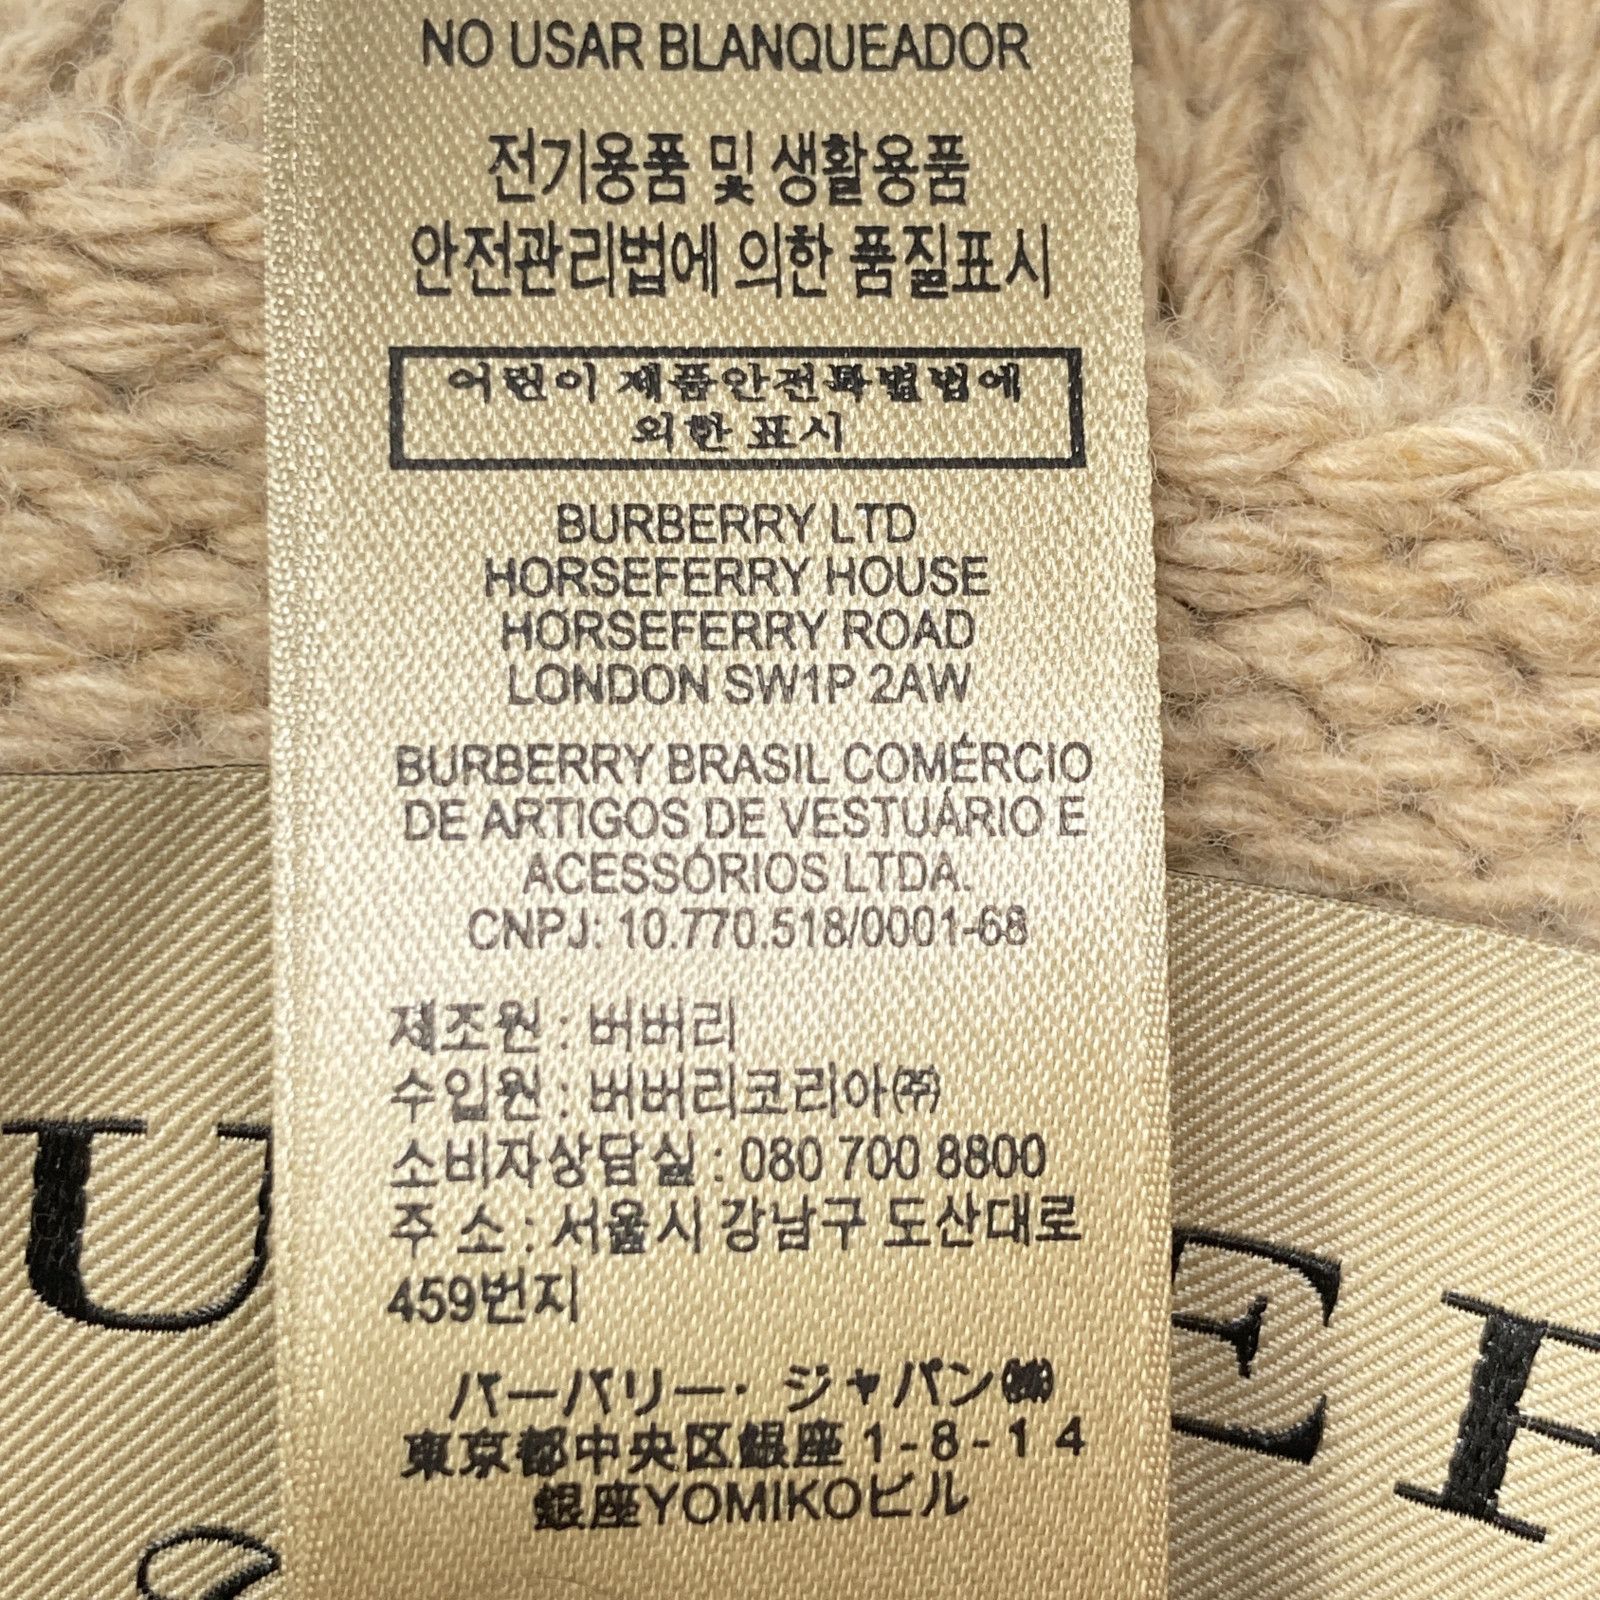 NO USAR BLANQUEADOR
전기용품 및 생활용품
안전관리법에 의한 품질표시
어린이 제품안전특별법에
의한 표시
BURBERRY LTD
HORSEFERRY HOUSE
HORSEFERRY ROAD
LONDON SW1P 2AW
BURBERRY BRASIL COMÉRCIO
DE ARTIGOS DE VESTUÁRIO E
ACESSÓRIOS LTDA.
CNPJ: 10.770.518/0001-68
제조원 : 버버리
수입원 : 버버리코리아㈜
소비자상담실 : 080 700 8800
주 소 : 서울시 강남구 도산대로
459번지
バーバリー・ジャパン㈱
東京都中央区銀座 1-8-14
銀座YOMIKOビル
U
E